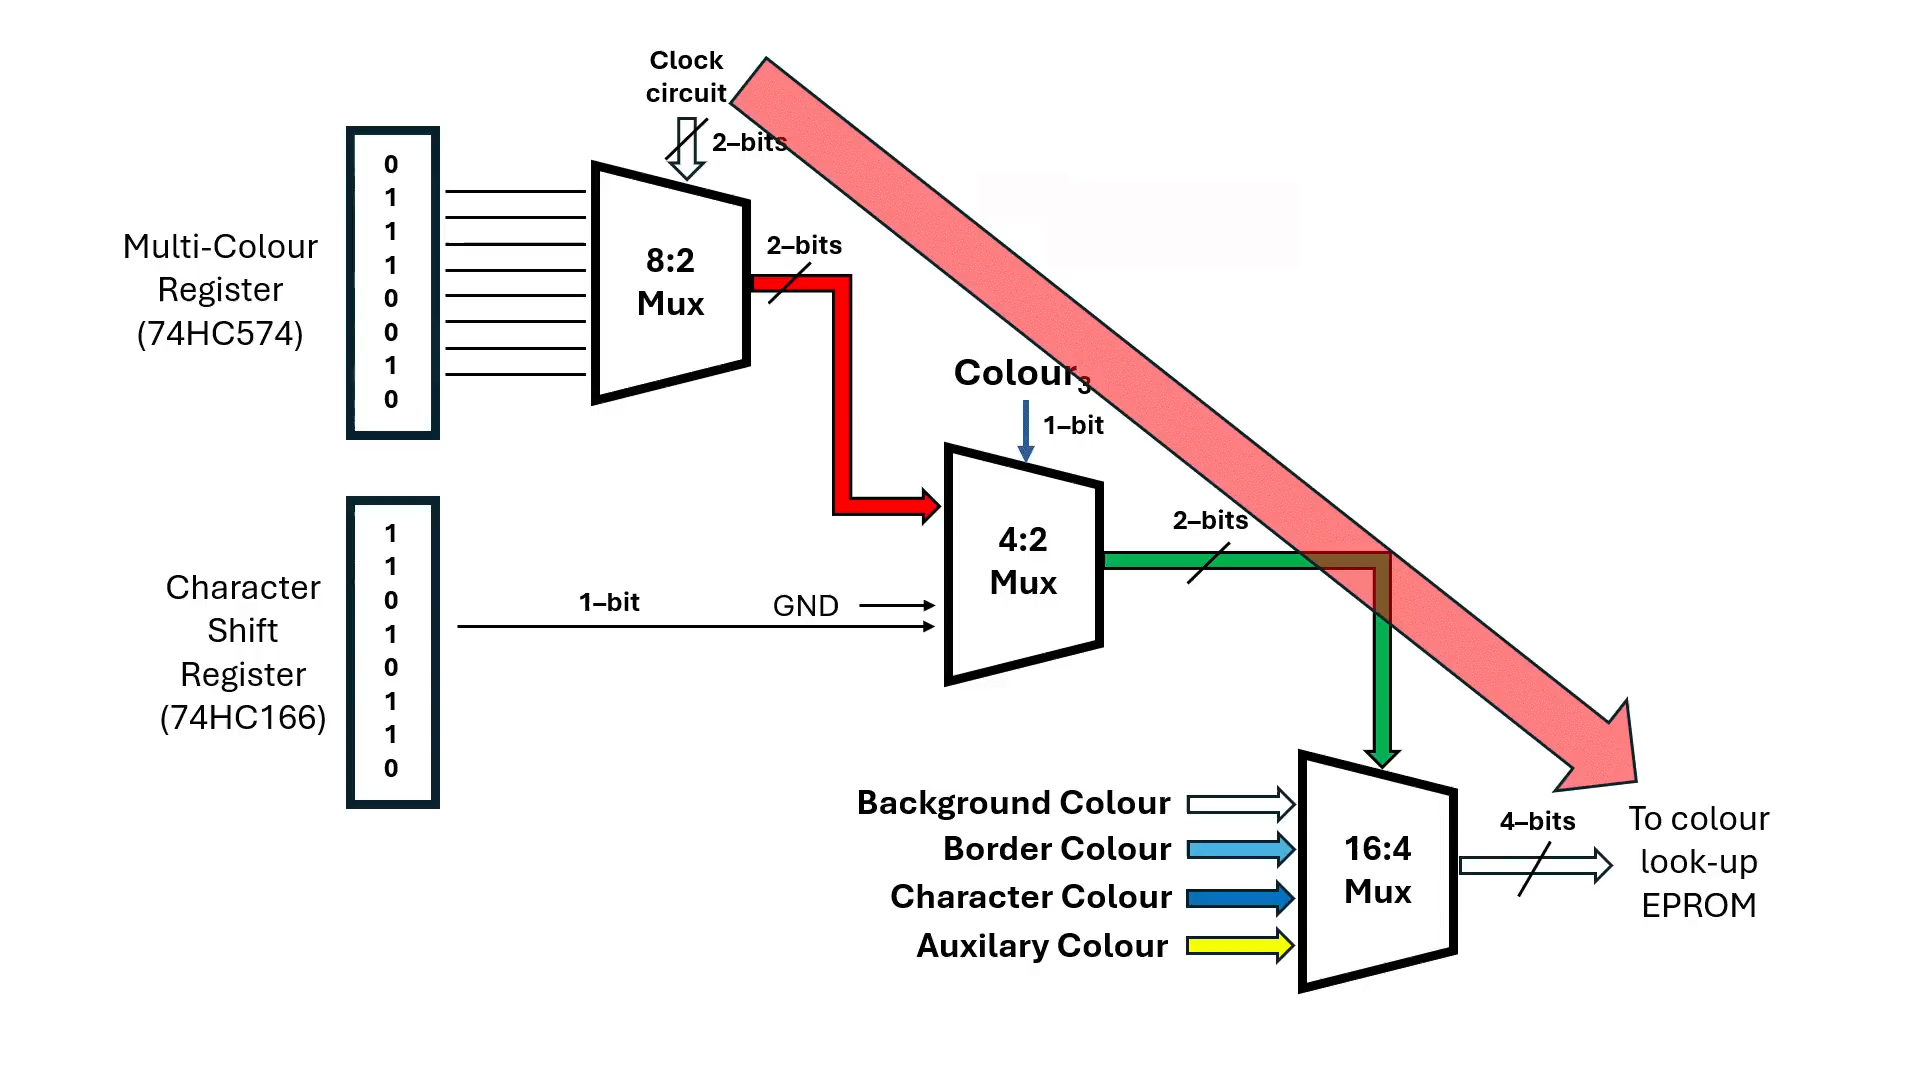 Clock
circuit
2–bits
0
1
1
1
0
0
1
0
Multi-Colour
Register
(74HC574)
8:2
Mux
2–bits
Colour₃
1–bit
1
1
0
1
0
1
1
0
Character
Shift
Register
(74HC166)
1–bit
GND
4:2
Mux
2–bits
Background Colour
Border Colour
Character Colour
Auxilary Colour
16:4
Mux
4–bits
To colour
look-up
EPROM